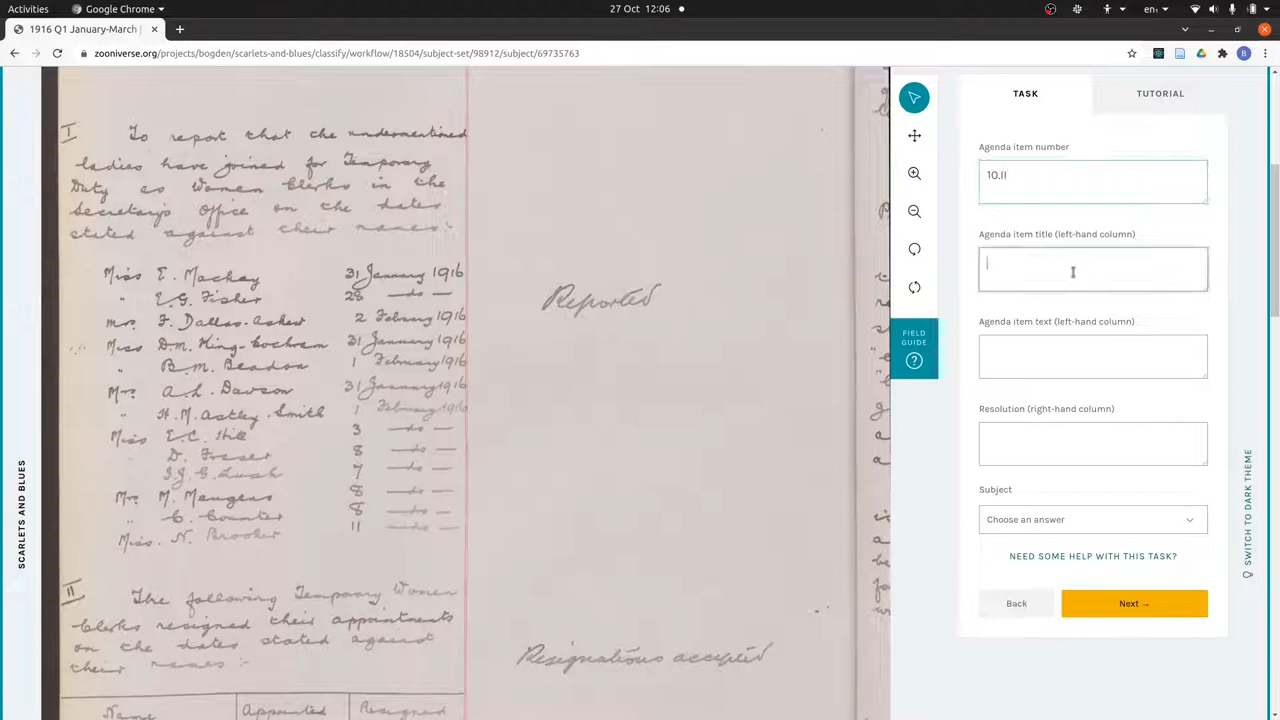 Activities
Google Chrome
27 Oct 12:06
en
1916 Q1 January-March |
zooniverse.org/projects/bogden/scarlets-and-blues/classify/workflow/18504/subject-set/98912/subject/69735763
B
SCARLETS AND BLUES
I To report that the undermentioned
ladies have joined for Temporary
Duty as Women Clerks in the
Secretary's Office on the dates
stated against their names:-
Miss E. Mackay 31 January 1916
" E.G. Fisher 28 —do—
Mrs. F. Dallas-Asher 2 February 1916
Miss D.M. King-Cochram 31 January 1916
" B.M. Beadon 1 February 1916
Mrs A.L. Dawson 31 January 1916
" H.M. Astley-Smith 1 February 1916
Miss E.C. Hill 3 —do—
D. Fraser 8 —do—
G. Lush 7 —do—
Mrs M. Meugens 8 —do—
" C. Counter 8 —do—
Miss. N. Brooker 11 —do—
Reported
II The following Temporary Women
Clerks resigned their appointments
on the dates stated against
their names:-
Resignations accepted
Name Appointed Resigned
TASK
TUTORIAL
Agenda item number
10.II
Agenda item title (left-hand column)
Agenda item text (left-hand column)
Resolution (right-hand column)
Subject
Choose an answer
NEED SOME HELP WITH THIS TASK?
Back
Next →
FIELD
GUIDE
?
SWITCH TO DARK THEME